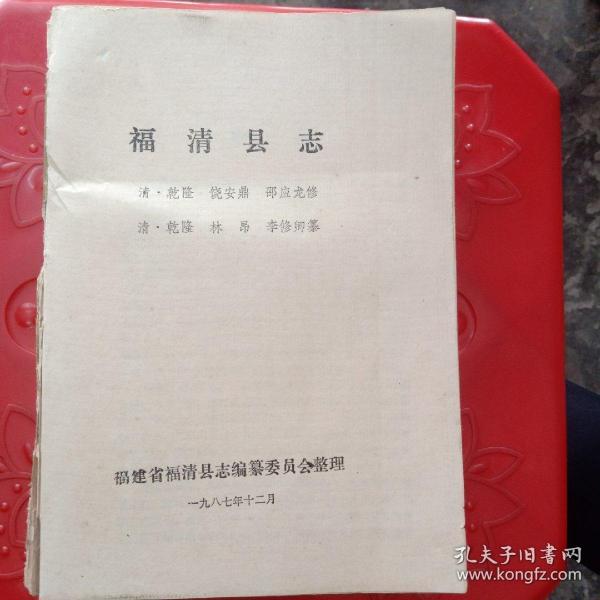 福清县志
清·乾隆 饶安鼎 邵应龙修
清·乾隆 林昂 李修卿纂
福建省福清县志编纂委员会整理
一九八七年十二月
孔夫子旧书网
www.kongfz.com